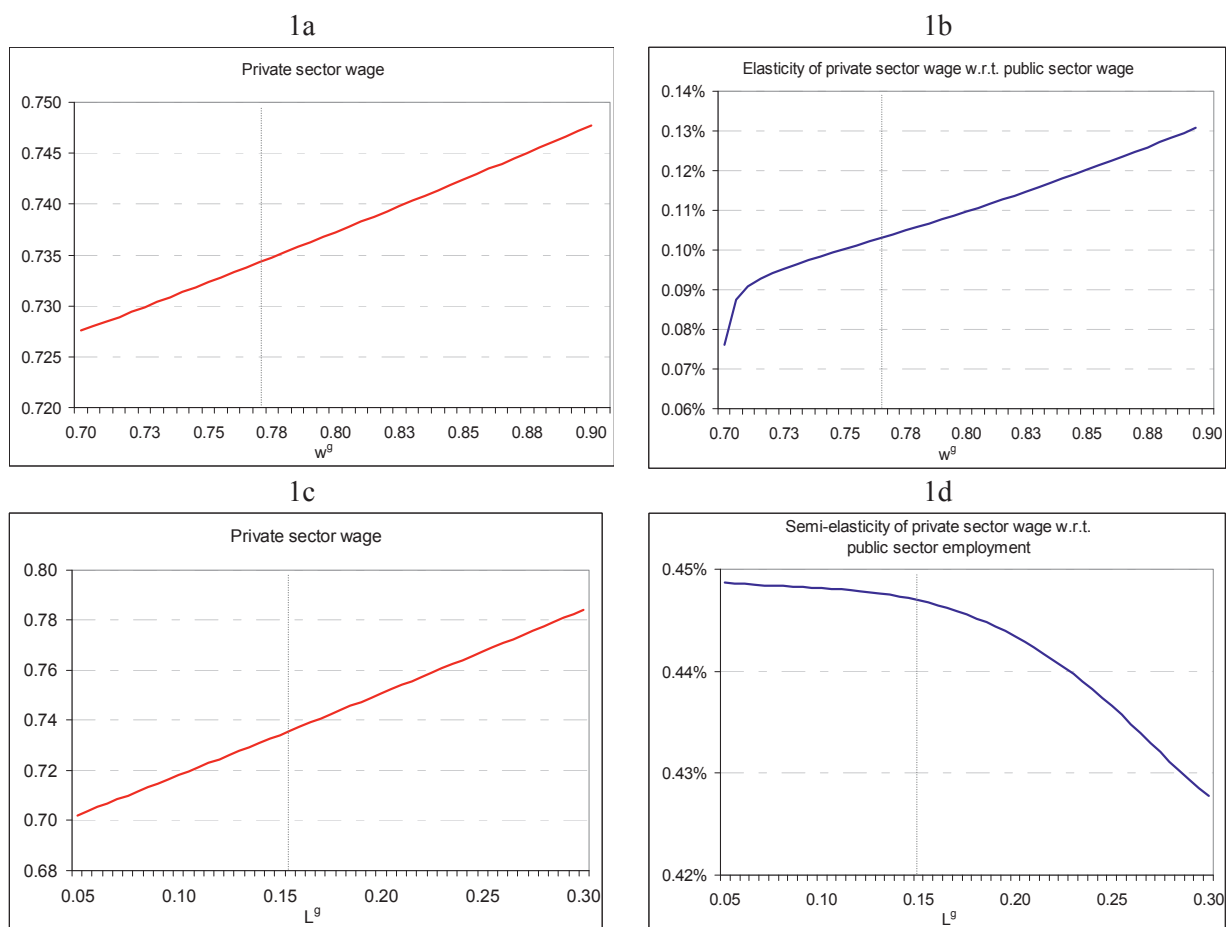 1a
Private sector wage
0.750
0.745
0.740
0.735
0.730
0.725
0.720
0.70 0.73 0.75 0.78 0.80 0.83 0.85 0.88 0.90
w^g
1b
Elasticity of private sector wage w.r.t. public sector wage
0.14%
0.13%
0.12%
0.11%
0.10%
0.09%
0.08%
0.07%
0.06%
0.70 0.73 0.75 0.78 0.80 0.83 0.85 0.88 0.90
w^g
1c
Private sector wage
0.80
0.78
0.76
0.74
0.72
0.70
0.68
0.05 0.10 0.15 0.20 0.25 0.30
L^g
1d
Semi-elasticity of private sector wage w.r.t.
public sector employment
0.45%
0.44%
0.43%
0.42%
0.05 0.10 0.15 0.20 0.25 0.30
L^g